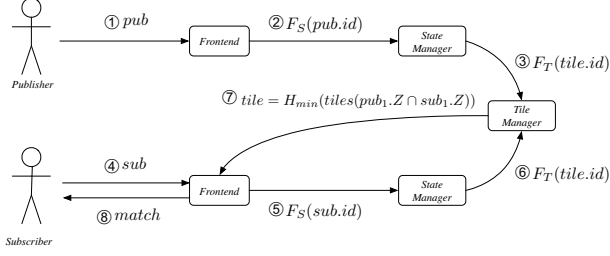 ① pub
② F_S(pub.id)
Frontend
State
Manager
③ F_T(tile.id)
Publisher
⑦ tile = H_min(tiles(pub_1.Z ∩ sub_1.Z))
Tile
Manager
④ sub
⑥ F_T(tile.id)
Frontend
State
Manager
⑧ match
⑤ F_S(sub.id)
Subscriber